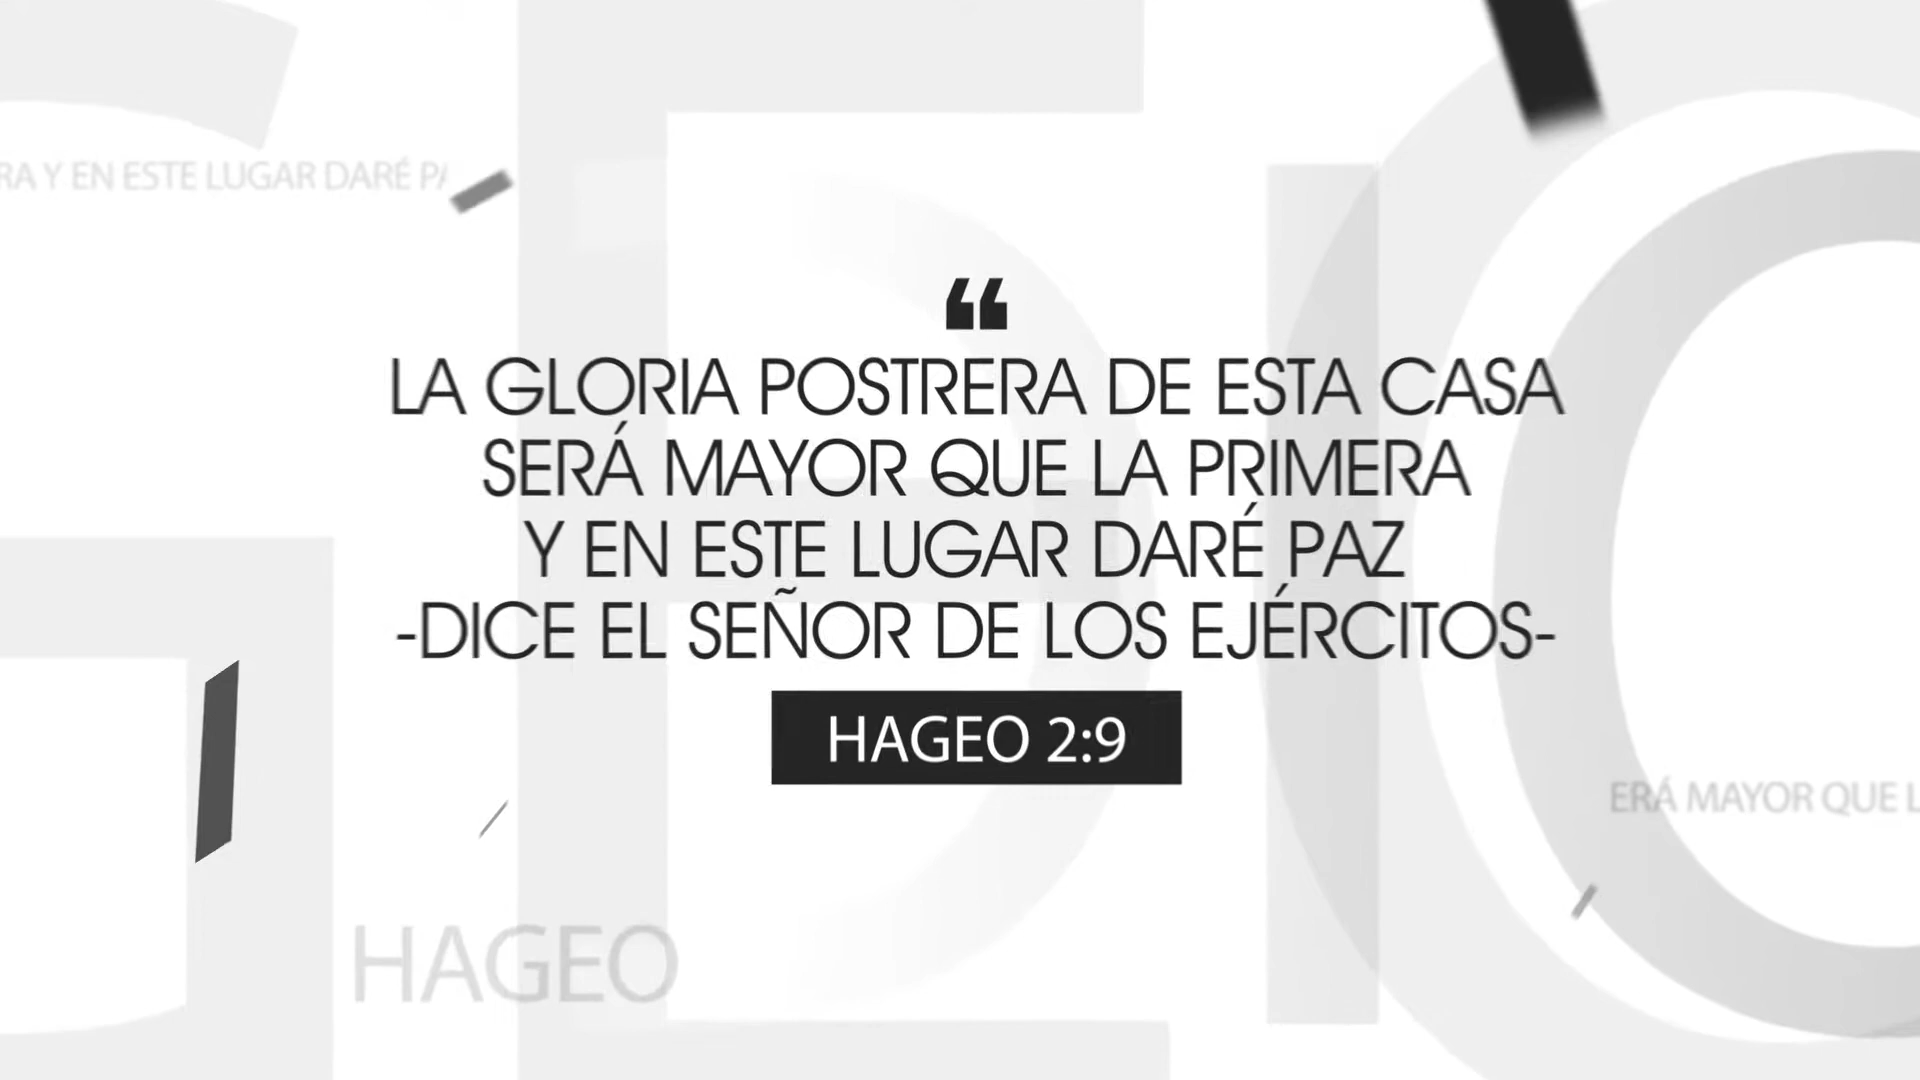 RA Y EN ESTE LUGAR DARÉ
“
LA GLORIA POSTRERA DE ESTA CASA
SERÁ MAYOR QUE LA PRIMERA
Y EN ESTE LUGAR DARÉ PAZ
-DICE EL SEÑOR DE LOS EJÉRCITOS-
HAGEO 2:9
ERÁ MAYOR QUE L
HAGEO